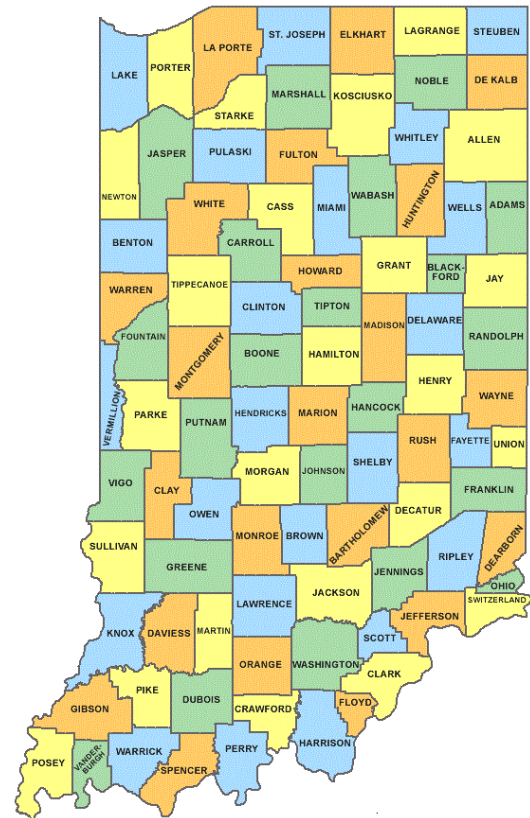 ST. JOSEPH
ELKHART
LAGRANGE
STEUBEN
LA PORTE
LAKE
PORTER
NOBLE
DE KALB
MARSHALL
KOSCIUSKO
STARKE
WHITLEY
ALLEN
JASPER
PULASKI
FULTON
NEWTON
WHITE
CASS
MIAMI
WABASH
HUNTINGTON
WELLS
ADAMS
BENTON
CARROLL
GRANT
BLACK-
FORD
JAY
HOWARD
WARREN
TIPPECANOE
CLINTON
TIPTON
MADISON
DELAWARE
RANDOLPH
FOUNTAIN
MONTGOMERY
BOONE
HAMILTON
HENRY
WAYNE
VERMILLION
PARKE
PUTNAM
HENDRICKS
MARION
HANCOCK
RUSH
FAYETTE
UNION
VIGO
CLAY
MORGAN
JOHNSON
SHELBY
FRANKLIN
OWEN
DECATUR
SULLIVAN
MONROE
BROWN
BARTHOLOMEW
RIPLEY
DEARBORN
GREENE
JENNINGS
OHIO
SWITZERLAND
LAWRENCE
JACKSON
JEFFERSON
KNOX
DAVIESS
MARTIN
SCOTT
ORANGE
WASHINGTON
CLARK
PIKE
DUBOIS
GIBSON
CRAWFORD
FLOYD
HARRISON
POSEY
VANDER-
BURGH
WARRICK
PERRY
SPENCER